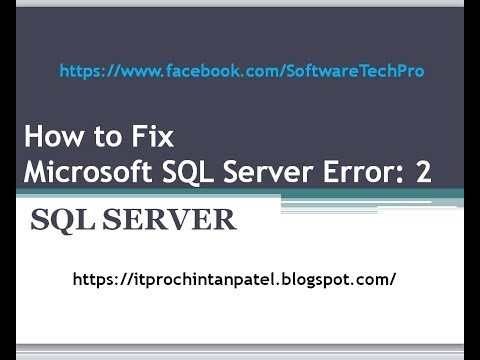 https://www.facebook.com/SoftwareTechPro
How to Fix
Microsoft SQL Server Error: 2
SQL SERVER
https://itprochintanpatel.blogspot.com/